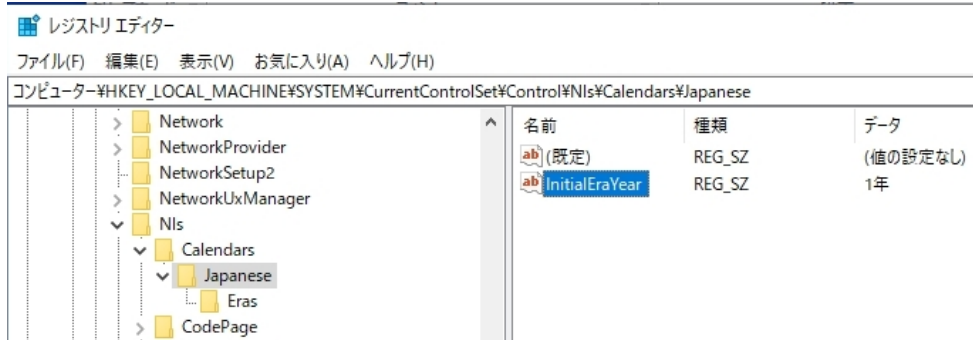 レジストリ エディター
ファイル(F) 編集(E) 表示(V) お気に入り(A) ヘルプ(H)
コンピューター¥HKEY_LOCAL_MACHINE¥SYSTEM¥CurrentControlSet¥Control¥Nls¥Calendars¥Japanese
Network
NetworkProvider
NetworkSetup2
NetworkUxManager
Nls
Calendars
Japanese
Eras
CodePage
名前 種類 データ
ab (既定) REG_SZ (値の設定なし)
ab InitialEraYear REG_SZ 1年